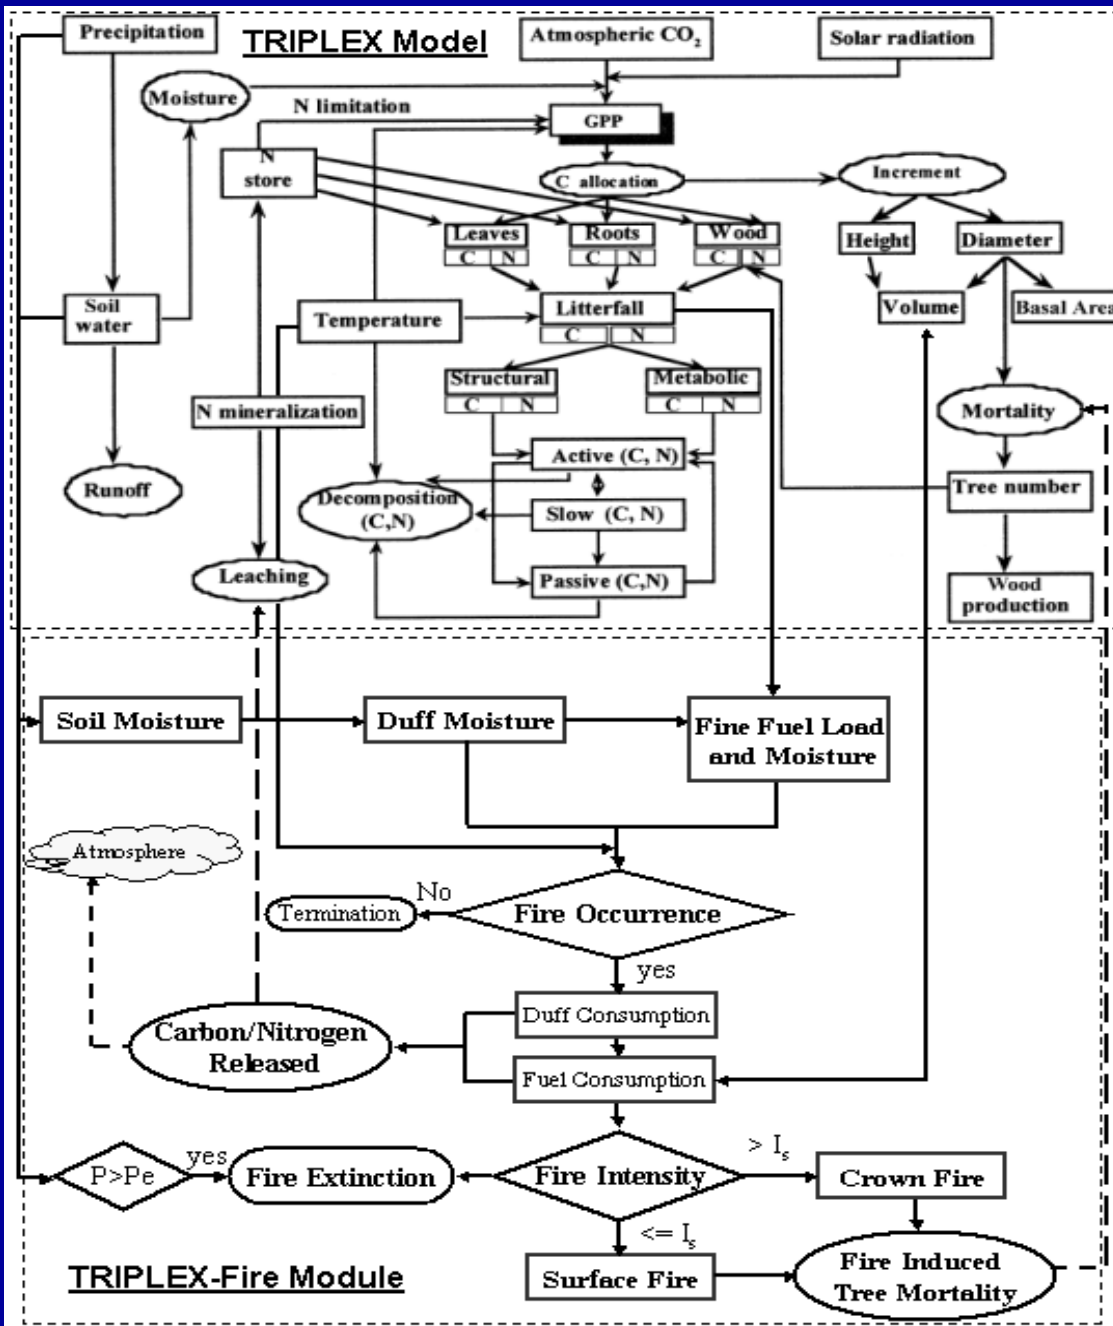 Precipitation
TRIPLEX Model
Atmospheric CO₂
Solar radiation
Moisture
N limitation
GPP
N
store
C allocation
Increment
Leaves
Roots
Wood
C N
C N
C N
Height
Diameter
Soil
water
Temperature
Litterfall
C N
Volume
Basal Area
Structural
Metabolic
C N
C N
N mineralization
Mortality
Active (C, N)
Runoff
Decomposition
(C,N)
Slow (C, N)
Tree number
Leaching
Passive (C,N)
Wood
production
Soil Moisture
Duff Moisture
Fine Fuel Load
and Moisture
Atmosphere
No
Termination
Fire Occurrence
yes
Duff Consumption
Carbon/Nitrogen
Released
Fuel Consumption
P>Pe
yes
Fire Extinction
Fire Intensity
> Iₛ
Crown Fire
<= Iₛ
Surface Fire
Fire Induced
Tree Mortality
TRIPLEX-Fire Module